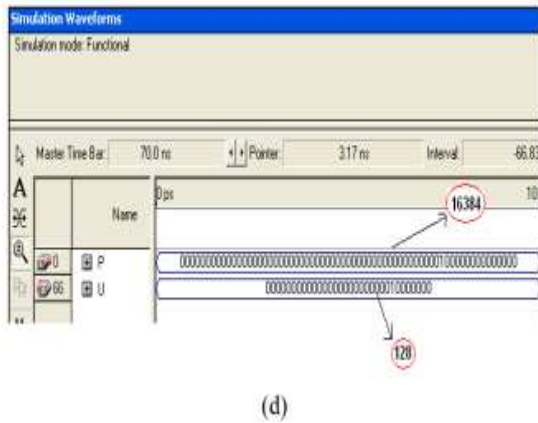 Simulation Waveforms
Simulation mode: Functional
Master Time Bar: 70.0 ns Pointer: 3.17 ns Interval: -66.83
A
Name
0 ps 10
16384
0 P
66 U
128
(d)